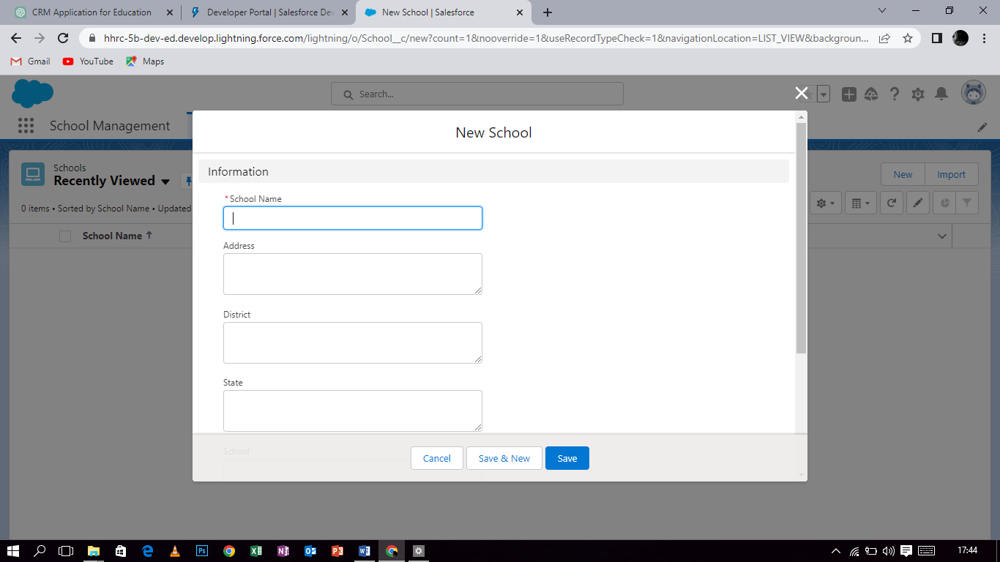 CRM Application for Education
Developer Portal | Salesforce Dev
New School | Salesforce
hhrc-5b-dev-ed.develop.lightning.force.com/lightning/o/School__c/new?count=1&nooverride=1&useRecordTypeCheck=1&navigationLocation=LIST_VIEW&backgroun...
Gmail
YouTube
Maps
Search...
School Management
New School
Schools
Recently Viewed
New
Import
Information
0 items • Sorted by School Name • Updated
*School Name
School Name
Address
District
State
School
Cancel
Save & New
Save
17:44